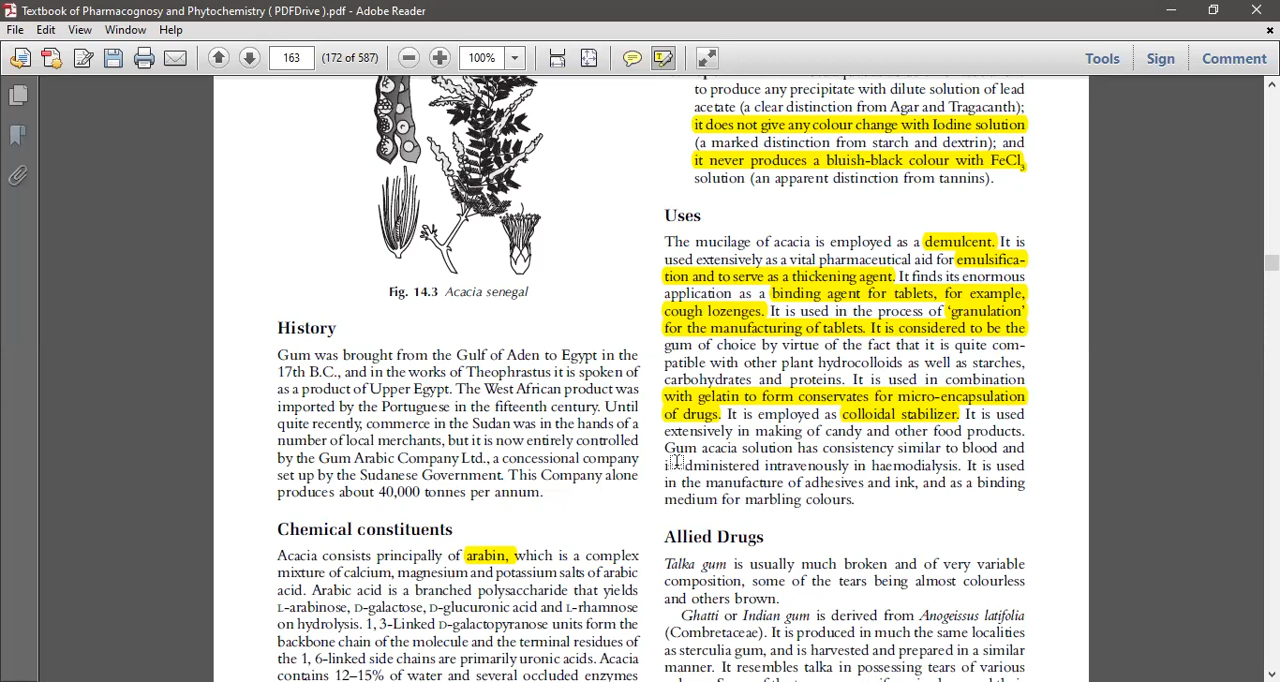 Textbook of Pharmacognosy and Phytochemistry ( PDFDrive ).pdf - Adobe Reader
File Edit View Window Help
163 (172 of 587) 100% Tools Sign Comment
Fig. 14.3 Acacia senegal
History
Gum was brought from the Gulf of Aden to Egypt in the
17th B.C., and in the works of Theophrastus it is spoken of
as a product of Upper Egypt. The West African product was
imported by the Portuguese in the fifteenth century. Until
quite recently, commerce in the Sudan was in the hands of a
number of local merchants, but it is now entirely controlled
by the Gum Arabic Company Ltd., a concessional company
set up by the Sudanese Government. This Company alone
produces about 40,000 tonnes per annum.
Chemical constituents
Acacia consists principally of arabin, which is a complex
mixture of calcium, magnesium and potassium salts of arabic
acid. Arabic acid is a branched polysaccharide that yields
L-arabinose, D-galactose, D-glucuronic acid and L-rhamnose
on hydrolysis. 1, 3-Linked D-galactopyranose units form the
backbone chain of the molecule and the terminal residues of
the 1, 6-linked side chains are primarily uronic acids. Acacia
contains 12–15% of water and several occluded enzymes
to produce any precipitate with dilute solution of lead
acetate (a clear distinction from Agar and Tragacanth);
it does not give any colour change with Iodine solution
(a marked distinction from starch and dextrin); and
it never produces a bluish-black colour with FeCl3
solution (an apparent distinction from tannins).
Uses
The mucilage of acacia is employed as a demulcent. It is
used extensively as a vital pharmaceutical aid for emulsifica-
tion and to serve as a thickening agent. It finds its enormous
application as a binding agent for tablets, for example,
cough lozenges. It is used in the process of ‘granulation’
for the manufacturing of tablets. It is considered to be the
gum of choice by virtue of the fact that it is quite com-
patible with other plant hydrocolloids as well as starches,
carbohydrates and proteins. It is used in combination
with gelatin to form conservates for micro-encapsulation
of drugs. It is employed as colloidal stabilizer. It is used
extensively in making of candy and other food products.
Gum acacia solution has consistency similar to blood and
administered intravenously in haemodialysis. It is used
in the manufacture of adhesives and ink, and as a binding
medium for marbling colours.
Allied Drugs
Talka gum is usually much broken and of very variable
composition, some of the tears being almost colourless
and others brown.
Ghatti or Indian gum is derived from Anogeissus latifolia
(Combretaceae). It is produced in much the same localities
as sterculia gum, and is harvested and prepared in a similar
manner. It resembles talka in possessing tears of various